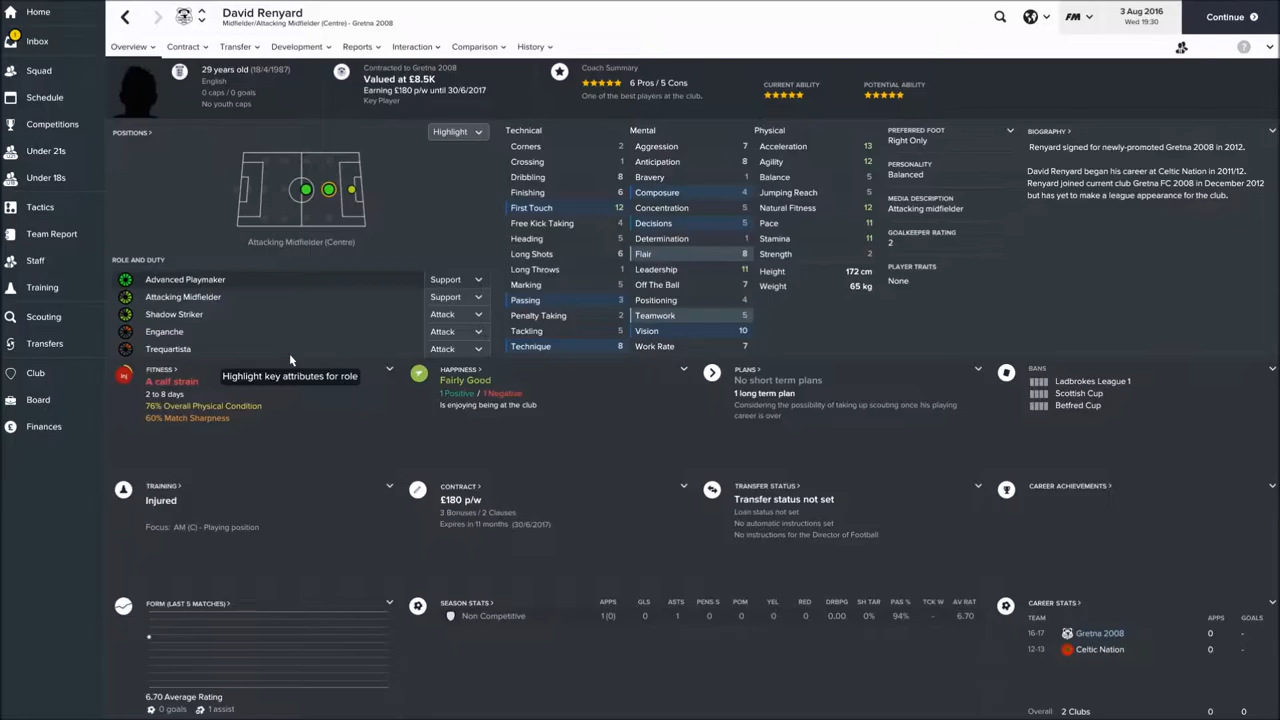 Home
Inbox
Squad
Schedule
Competitions
Under 21s
Under 18s
Tactics
Team Report
Staff
Training
Scouting
Transfers
Club
Board
Finances
David Renyard
Midfielder/Attacking Midfielder (Centre) - Gretna 2008
FM
3 Aug 2016
Wed 19:30
Continue
Overview
Contract
Transfer
Development
Reports
Interaction
Comparison
History
29 years old (18/4/1987)
English
0 caps / 0 goals
No youth caps
Contracted to Gretna 2008
Valued at £8.5K
Earning £180 p/w until 30/6/2017
Key Player
Coach Summary
6 Pros / 5 Cons
One of the best players at the club.
CURRENT ABILITY
POTENTIAL ABILITY
POSITIONS >
Highlight
Attacking Midfielder (Centre)
ROLE AND DUTY
Advanced Playmaker Support
Attacking Midfielder Support
Shadow Striker Attack
Enganche Attack
Trequartista Attack
Highlight key attributes for role
Technical
Corners 2
Crossing 1
Dribbling 8
Finishing 6
First Touch 12
Free Kick Taking 4
Heading 5
Long Shots 6
Long Throws 1
Marking 5
Passing 3
Penalty Taking 2
Tackling 5
Technique 8
Mental
Aggression 7
Anticipation 8
Bravery 1
Composure 4
Concentration 5
Decisions 5
Determination 1
Flair 8
Leadership 11
Off The Ball 7
Positioning 4
Teamwork 5
Vision 10
Work Rate 7
Physical
Acceleration 13
Agility 12
Balance 5
Jumping Reach 5
Natural Fitness 12
Pace 11
Stamina 11
Strength 2
Height 172 cm
Weight 65 kg
PREFERRED FOOT
Right Only
PERSONALITY
Balanced
MEDIA DESCRIPTION
Attacking midfielder
GOALKEEPER RATING
2
PLAYER TRAITS
None
BIOGRAPHY >
Renyard signed for newly-promoted Gretna 2008 in 2012.
David Renyard began his career at Celtic Nation in 2011/12.
Renyard joined current club Gretna FC 2008 in December 2012
but has yet to make a league appearance for the club.
FITNESS >
Inj
A calf strain
2 to 8 days
76% Overall Physical Condition
60% Match Sharpness
HAPPINESS >
Fairly Good
1 Positive / 1 Negative
Is enjoying being at the club
PLANS >
No short term plans
1 long term plan
Considering the possibility of taking up scouting once his playing
career is over
BANS
Ladbrokes League 1
Scottish Cup
Betfred Cup
TRAINING >
Injured
Focus: AM (C) - Playing position
CONTRACT >
£180 p/w
3 Bonuses / 2 Clauses
Expires in 11 months (30/6/2017)
TRANSFER STATUS >
Transfer status not set
Loan status not set
No automatic instructions set
No instructions for the Director of Football
CAREER ACHIEVEMENTS >
FORM (LAST 5 MATCHES) >
6.70 Average Rating
0 goals 1 assist
SEASON STATS > APPS GLS ASTS PENS S POM YEL RED DRBPG SH TAR PAS % TCK W AV RAT
Non Competitive 1 (0) 0 1 0 0 0 0 0.00 0% 94% - 6.70
CAREER STATS >
TEAM APPS GOALS
16-17 Gretna 2008 0 -
12-13 Celtic Nation 0 -
Overall 2 Clubs 0 0